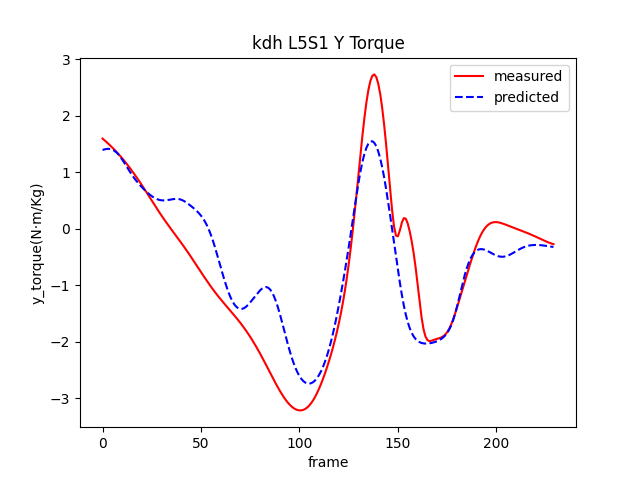 kdh L5S1 Y Torque
measured
predicted
y_torque(N·m/Kg)
3
2
1
0
−1
−2
−3
0 50 100 150 200
frame